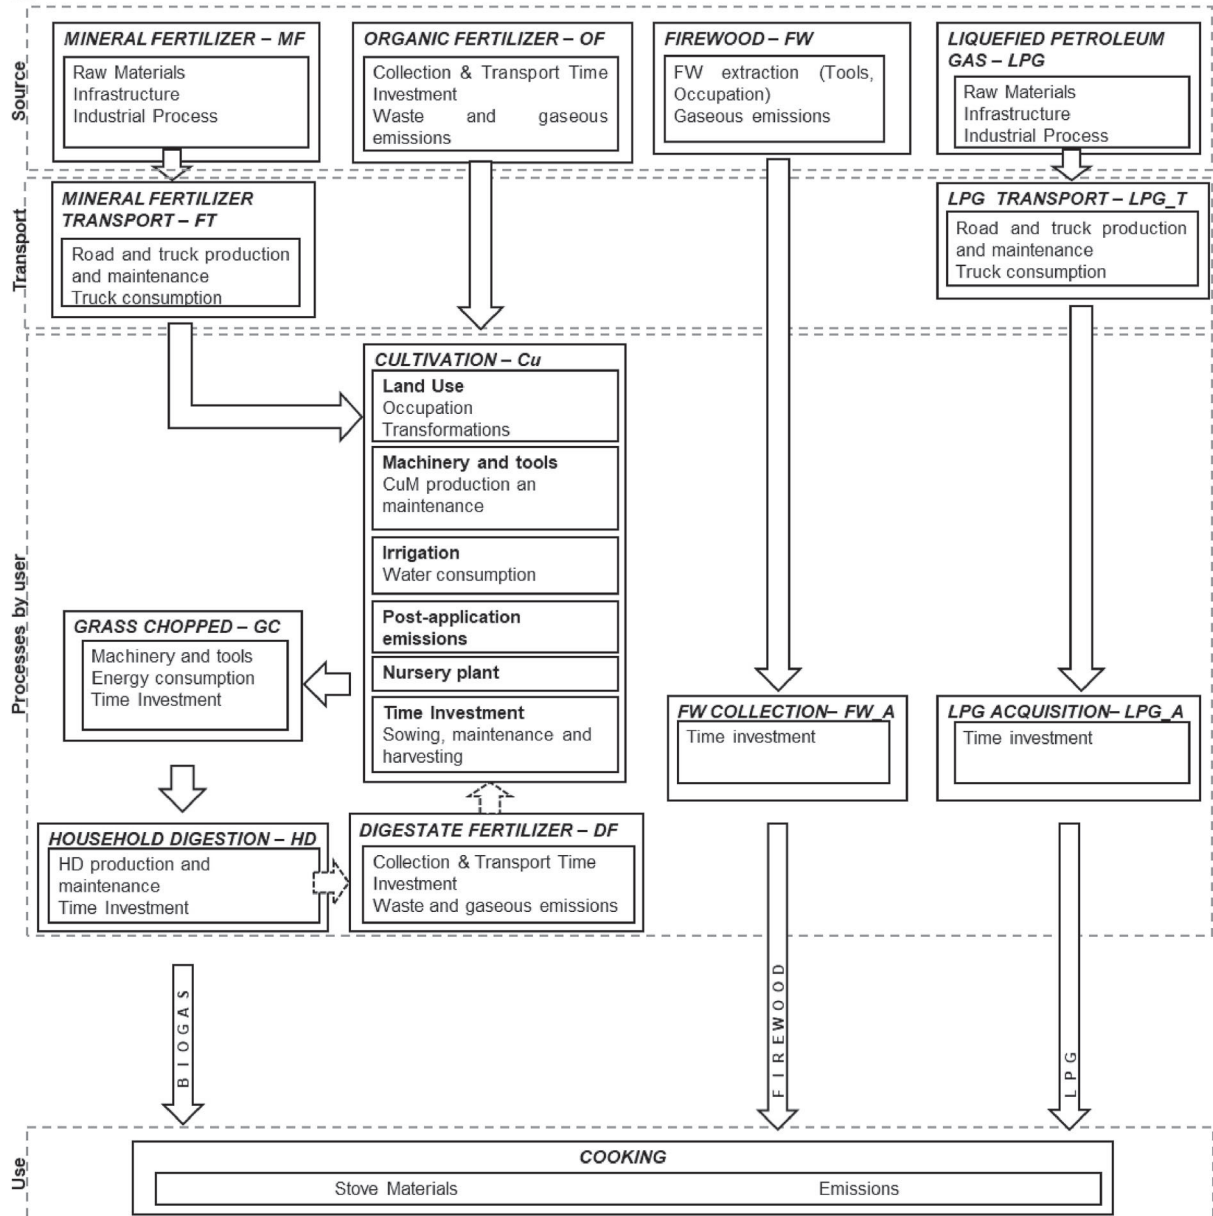 Source
MINERAL FERTILIZER – MF
Raw Materials
Infrastructure
Industrial Process
ORGANIC FERTILIZER – OF
Collection & Transport Time
Investment
Waste and gaseous
emissions
FIREWOOD – FW
FW extraction (Tools,
Occupation)
Gaseous emissions
LIQUEFIED PETROLEUM
GAS – LPG
Raw Materials
Infrastructure
Industrial Process
Transport
MINERAL FERTILIZER
TRANSPORT – FT
Road and truck production
and maintenance
Truck consumption
LPG TRANSPORT – LPG_T
Road and truck production
and maintenance
Truck consumption
Processes by user
CULTIVATION – Cu
Land Use
Occupation
Transformations
Machinery and tools
CuM production an
maintenance
Irrigation
Water consumption
Post-application
emissions
Nursery plant
Time Investment
Sowing, maintenance and
harvesting
GRASS CHOPPED – GC
Machinery and tools
Energy consumption
Time Investment
FW COLLECTION– FW_A
Time investment
LPG ACQUISITION– LPG_A
Time investment
HOUSEHOLD DIGESTION – HD
HD production and
maintenance
Time Investment
DIGESTATE FERTILIZER – DF
Collection & Transport Time
Investment
Waste and gaseous emissions
BIOGAS
FIREWOOD
LPG
Use
COOKING
Stove Materials
Emissions